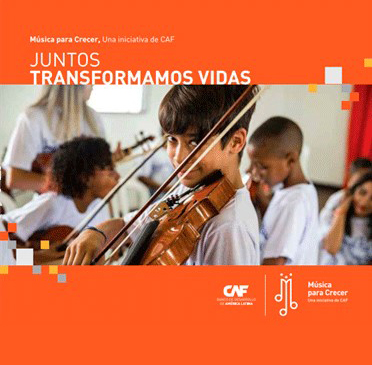 Música para Crecer, Una iniciativa de CAF
JUNTOS
TRANSFORMAMOS VIDAS
CAF
BANCO DE DESARROLLO
DE AMÉRICA LATINA
Música
para Crecer
Una iniciativa de CAF